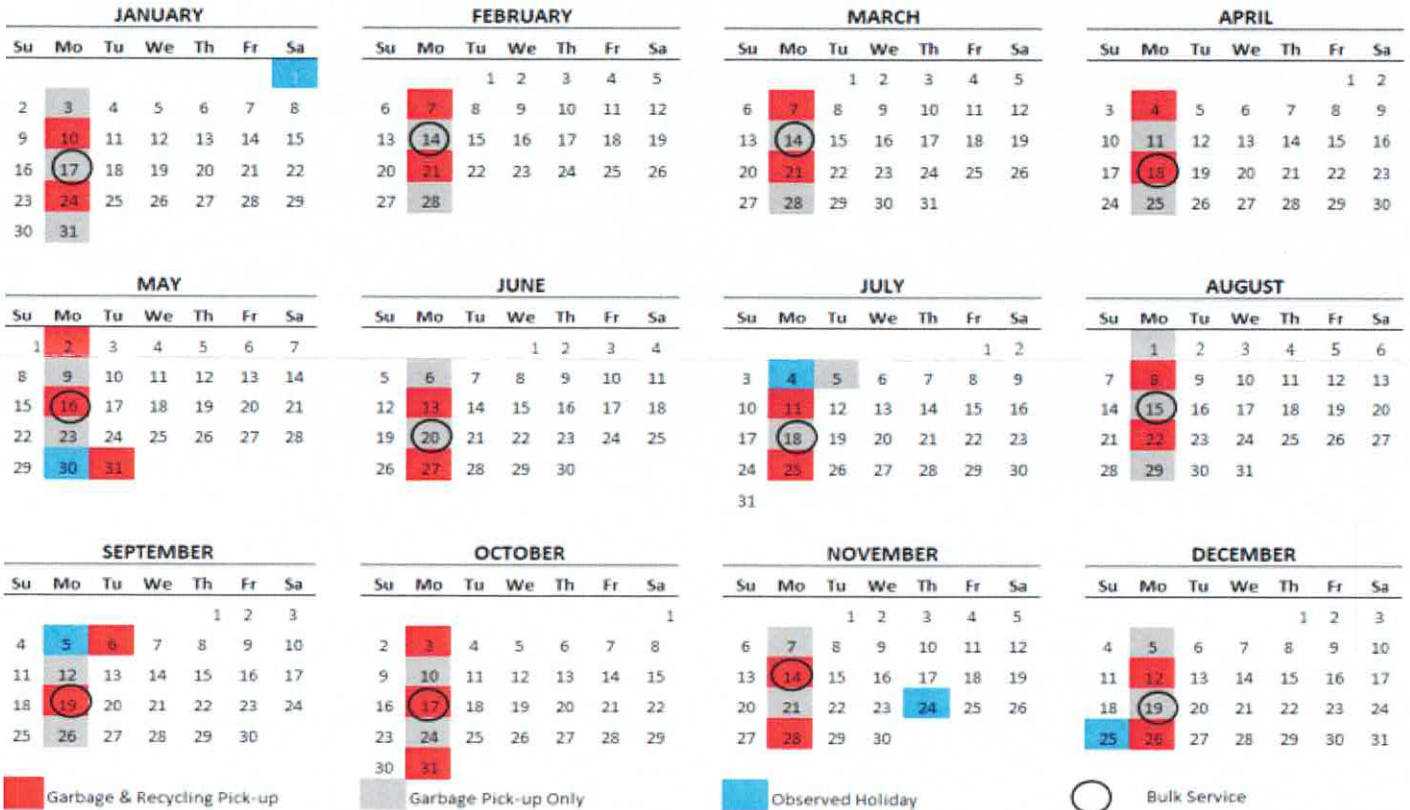 JANUARY
Su Mo Tu We Th Fr Sa
1
2 3 4 5 6 7 8
9 10 11 12 13 14 15
16 17 18 19 20 21 22
23 24 25 26 27 28 29
30 31
FEBRUARY
Su Mo Tu We Th Fr Sa
1 2 3 4 5
6 7 8 9 10 11 12
13 14 15 16 17 18 19
20 21 22 23 24 25 26
27 28
MARCH
Su Mo Tu We Th Fr Sa
1 2 3 4 5
6 7 8 9 10 11 12
13 14 15 16 17 18 19
20 21 22 23 24 25 26
27 28 29 30 31
APRIL
Su Mo Tu We Th Fr Sa
1 2
3 4 5 6 7 8 9
10 11 12 13 14 15 16
17 18 19 20 21 22 23
24 25 26 27 28 29 30
MAY
Su Mo Tu We Th Fr Sa
1 2 3 4 5 6 7
8 9 10 11 12 13 14
15 16 17 18 19 20 21
22 23 24 25 26 27 28
29 30 31
JUNE
Su Mo Tu We Th Fr Sa
1 2 3 4
5 6 7 8 9 10 11
12 13 14 15 16 17 18
19 20 21 22 23 24 25
26 27 28 29 30
JULY
Su Mo Tu We Th Fr Sa
1 2
3 4 5 6 7 8 9
10 11 12 13 14 15 16
17 18 19 20 21 22 23
24 25 26 27 28 29 30
31
AUGUST
Su Mo Tu We Th Fr Sa
1 2 3 4 5 6
7 8 9 10 11 12 13
14 15 16 17 18 19 20
21 22 23 24 25 26 27
28 29 30 31
SEPTEMBER
Su Mo Tu We Th Fr Sa
1 2 3
4 5 6 7 8 9 10
11 12 13 14 15 16 17
18 19 20 21 22 23 24
25 26 27 28 29 30
OCTOBER
Su Mo Tu We Th Fr Sa
1
2 3 4 5 6 7 8
9 10 11 12 13 14 15
16 17 18 19 20 21 22
23 24 25 26 27 28 29
30 31
NOVEMBER
Su Mo Tu We Th Fr Sa
1 2 3 4 5
6 7 8 9 10 11 12
13 14 15 16 17 18 19
20 21 22 23 24 25 26
27 28 29 30
DECEMBER
Su Mo Tu We Th Fr Sa
1 2 3
4 5 6 7 8 9 10
11 12 13 14 15 16 17
18 19 20 21 22 23 24
25 26 27 28 29 30 31
Garbage & Recycling Pick-up
Garbage Pick-up Only
Observed Holiday
Bulk Service